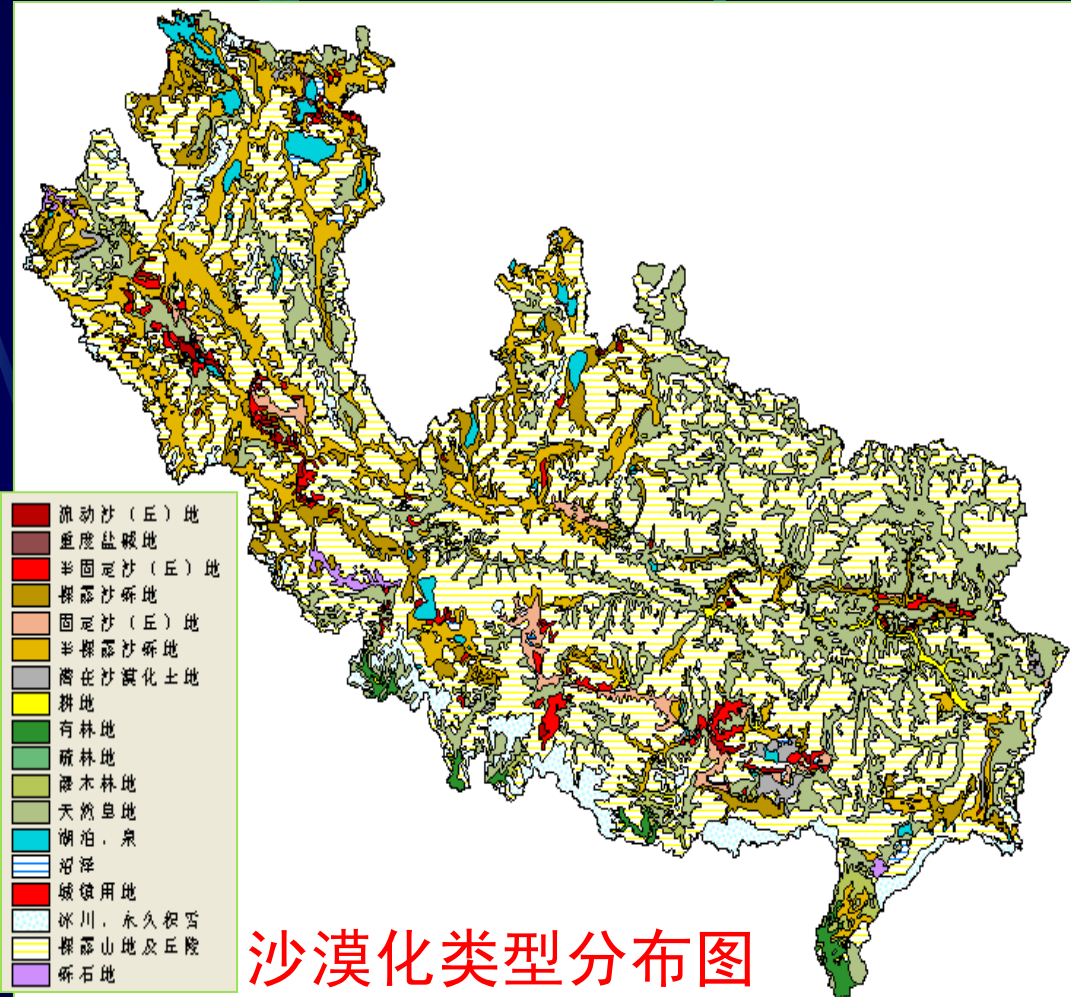 流动沙（丘）地
重度盐碱地
半固定沙（丘）地
裸露沙砾地
固定沙（丘）地
半裸露沙砾地
潜在沙漠化土地
耕地
有林地
疏林地
灌木林地
天然草地
湖泊．泉
沼泽
城镇用地
冰川．永久积雪
裸露山地及丘陵
砾石地
沙漠化类型分布图